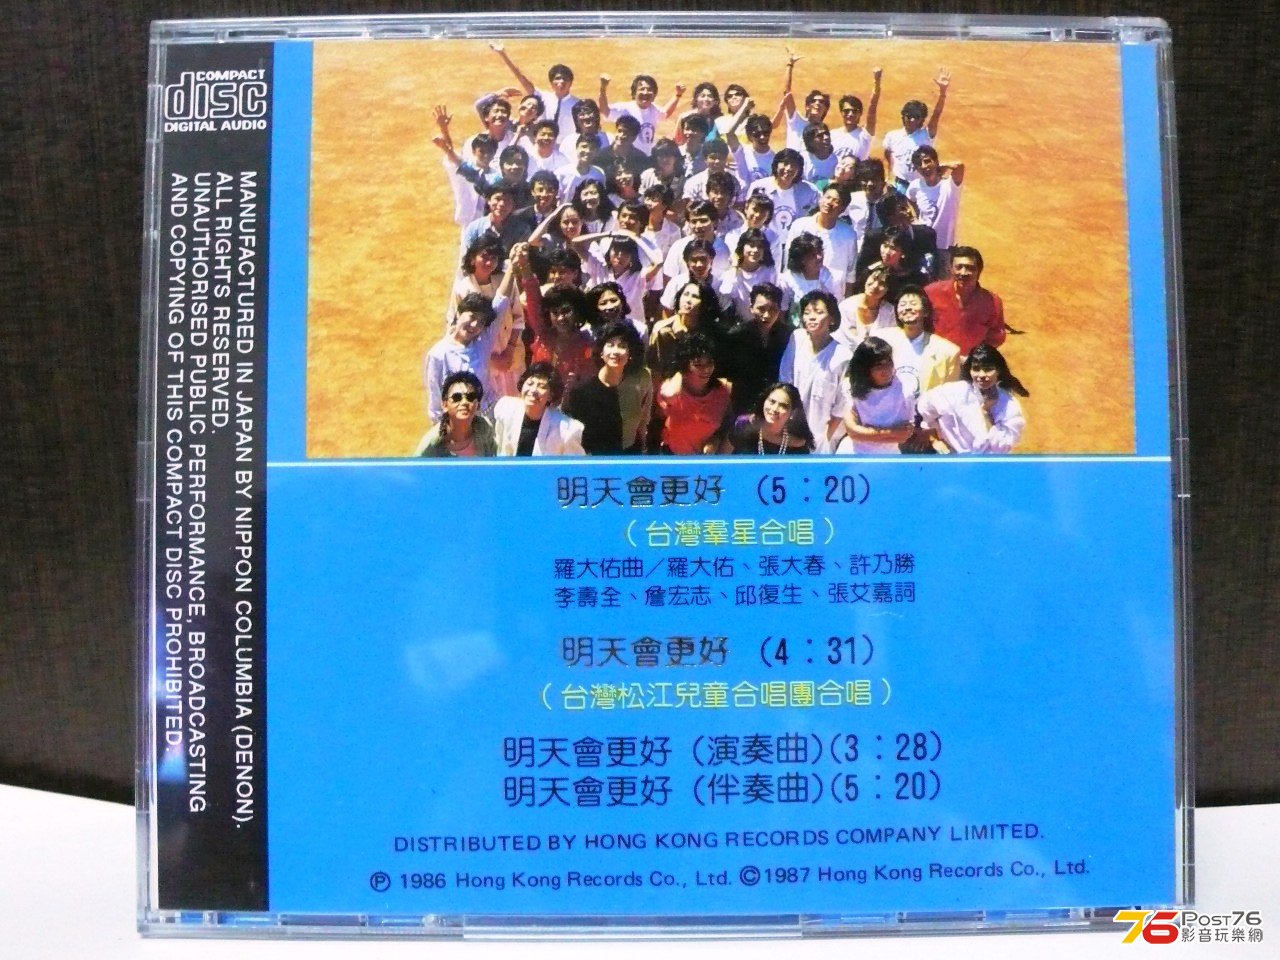 COMPACT
disc
DIGITAL AUDIO
MANUFACTURED IN JAPAN BY NIPPON COLUMBIA (DENON).
ALL RIGHTS RESERVED.
UNAUTHORISED PUBLIC PERFORMANCE, BROADCASTING
AND COPYING OF THIS COMPACT DISC PROHIBITED.
明天會更好 (5:20)
(台灣羣星合唱)
羅大佑曲/羅大佑、張大春、許乃勝
李壽全、詹宏志、邱復生、張艾嘉詞
明天會更好 (4:31)
(台灣松江兒童合唱團合唱)
明天會更好 (演奏曲)(3:28)
明天會更好 (伴奏曲)(5:20)
DISTRIBUTED BY HONG KONG RECORDS COMPANY LIMITED.
Ⓟ 1986 Hong Kong Records Co., Ltd. ©1987 Hong Kong Records Co., Ltd.
76 POST76
影音玩樂網